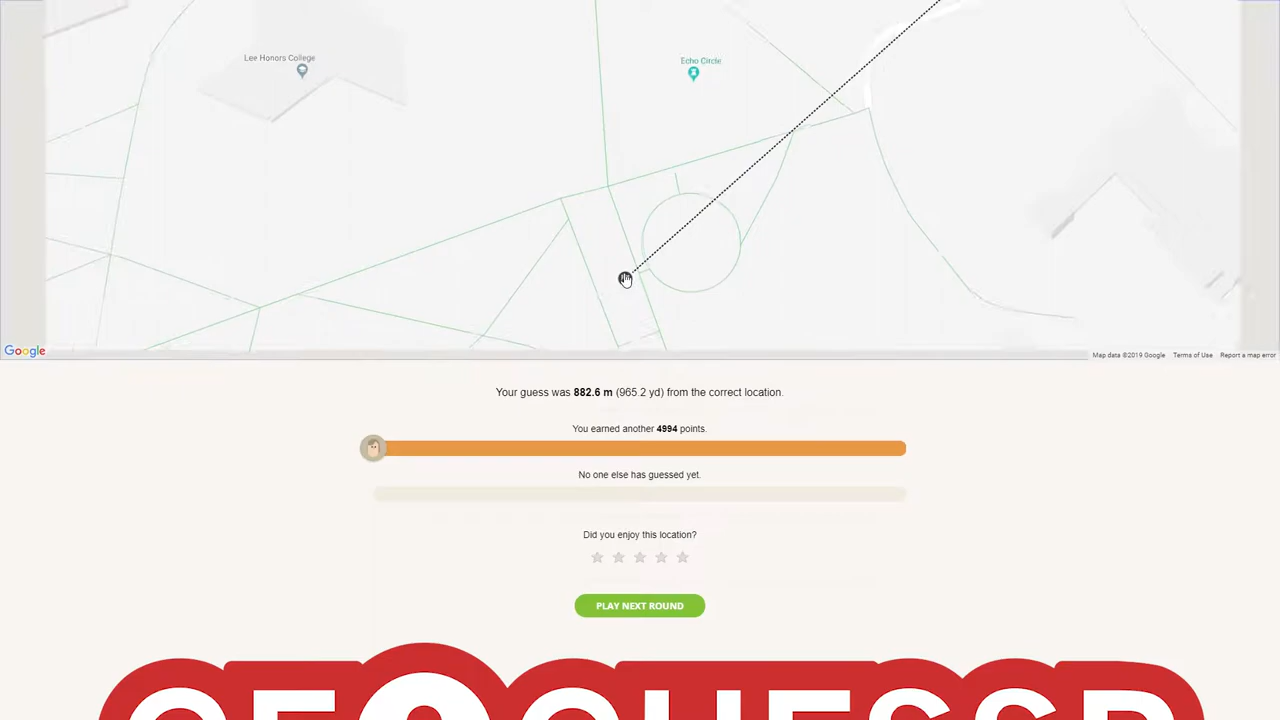 Lee Honors College
Echo Circle
Google
Map data ©2019 Google Terms of Use Report a map error
Your guess was 882.6 m (965.2 yd) from the correct location.
You earned another 4994 points.
No one else has guessed yet.
Did you enjoy this location?
PLAY NEXT ROUND
GEOGUESSR